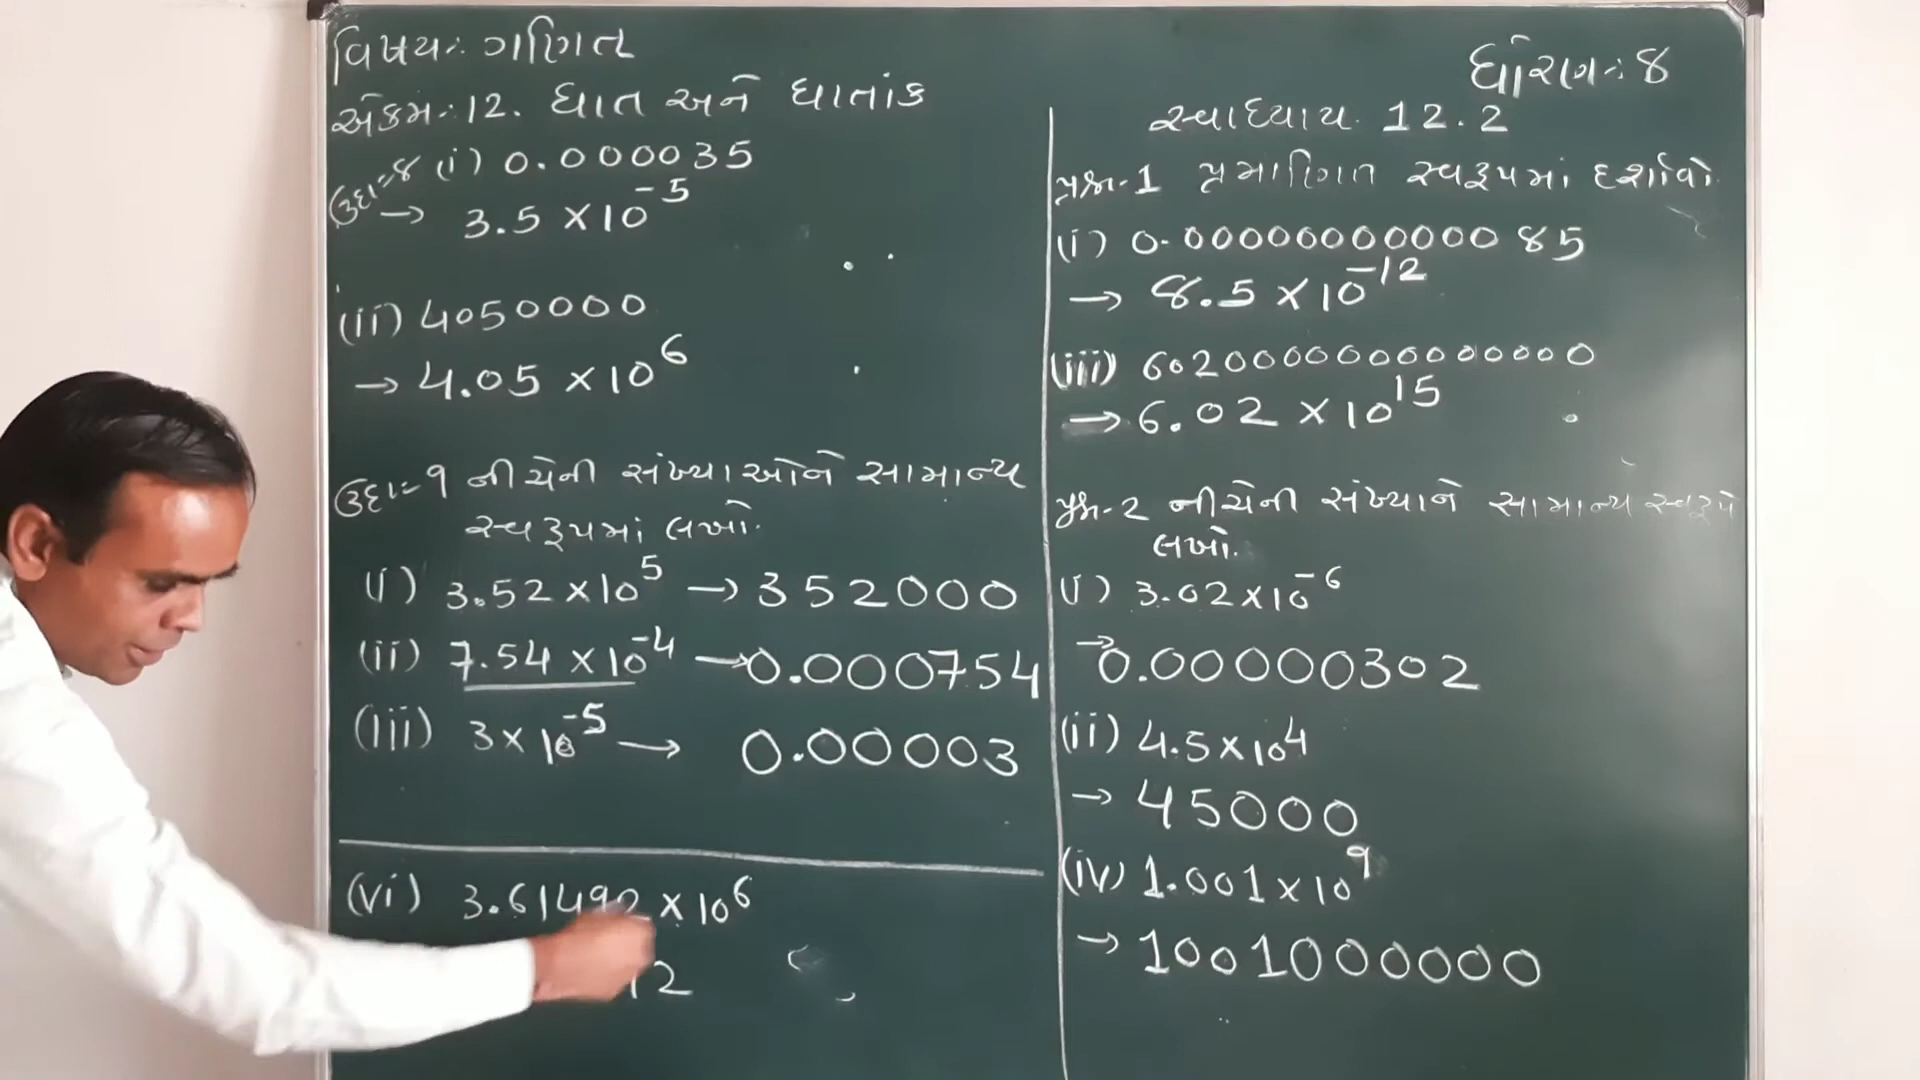 વિષય:- ગણિત
એકમ:- 12. ઘાત અને ઘાતાંક
ઉદા:-૪ (i) 0.000035
→ 3.5 × 10⁻⁵
(ii) 4050000
→ 4.05 × 10⁶
ઉદા:-૧ નીચેની સંખ્યાઓને સામાન્ય
સ્વરૂપમાં લખો.
(i) 3.52 × 10⁵ → 352000
(ii) 7.54 × 10⁻⁴ → 0.000754
(iii) 3 × 10⁻⁵ → 0.00003
(vi) 3.61492 × 10⁶
ધોરણ:- ૪
સ્વાધ્યાય 12.2
પ્રશ્ન-1 પ્રમાણિત સ્વરૂપમાં દર્શાવો.
(i) 0.0000000000085
→ 8.5 × 10⁻¹²
(iii) 6020000000000000
→ 6.02 × 10¹⁵
પ્રશ્ન-2 નીચેની સંખ્યાને સામાન્ય સ્વરૂપે
લખો.
(i) 3.02 × 10⁻⁶
→ 0.00000302
(ii) 4.5 × 10⁴
→ 45000
(iv) 1.001 × 10⁹
→ 1001000000